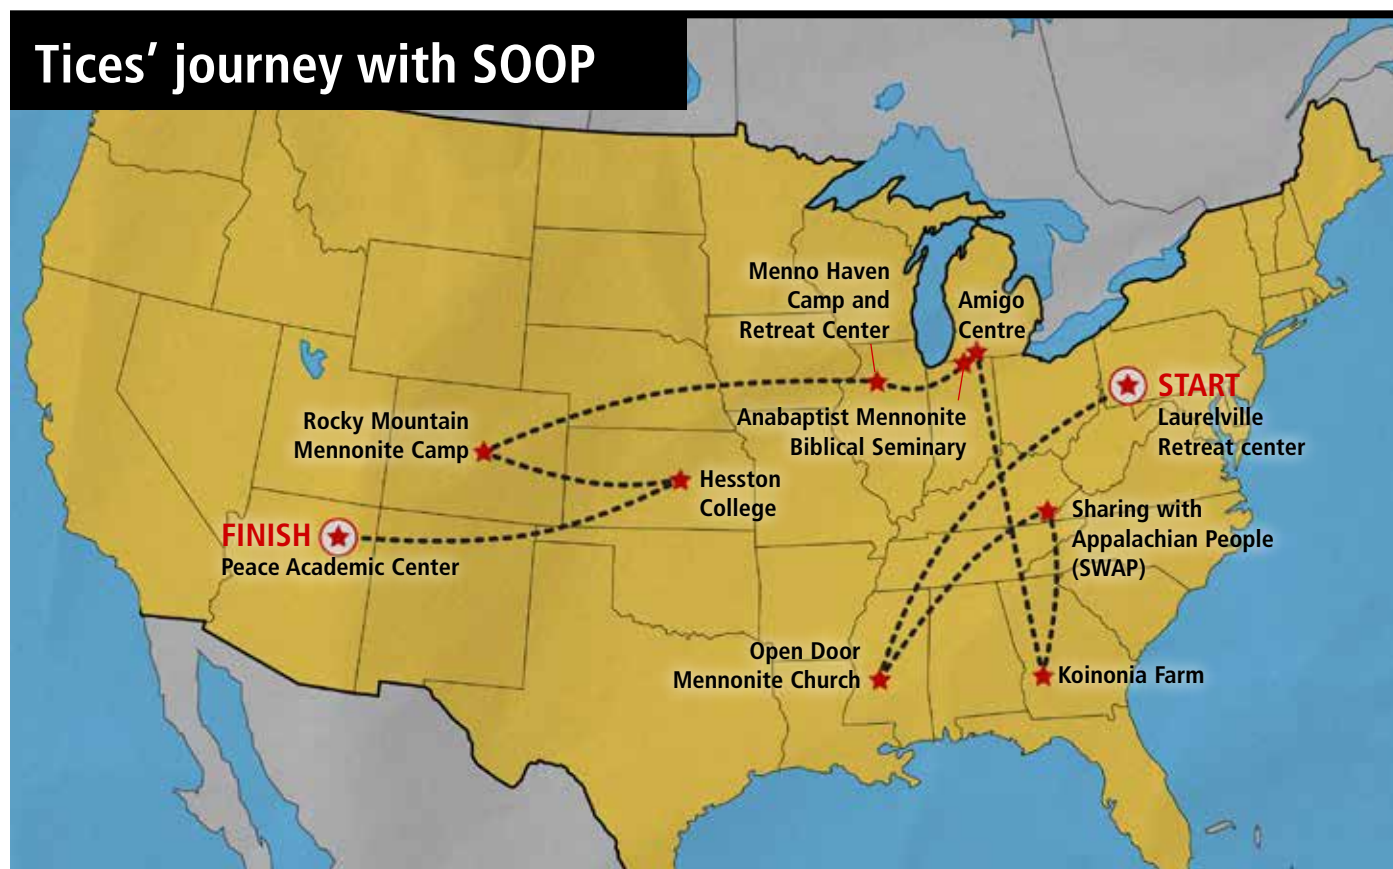 Tices’ journey with SOOP
Menno Haven
Camp and
Retreat Center
Amigo
Centre
START
Laurelville
Retreat center
Rocky Mountain
Mennonite Camp
Anabaptist Mennonite
Biblical Seminary
Hesston
College
Sharing with
Appalachian People
(SWAP)
FINISH
Peace Academic Center
Open Door
Mennonite Church
Koinonia Farm